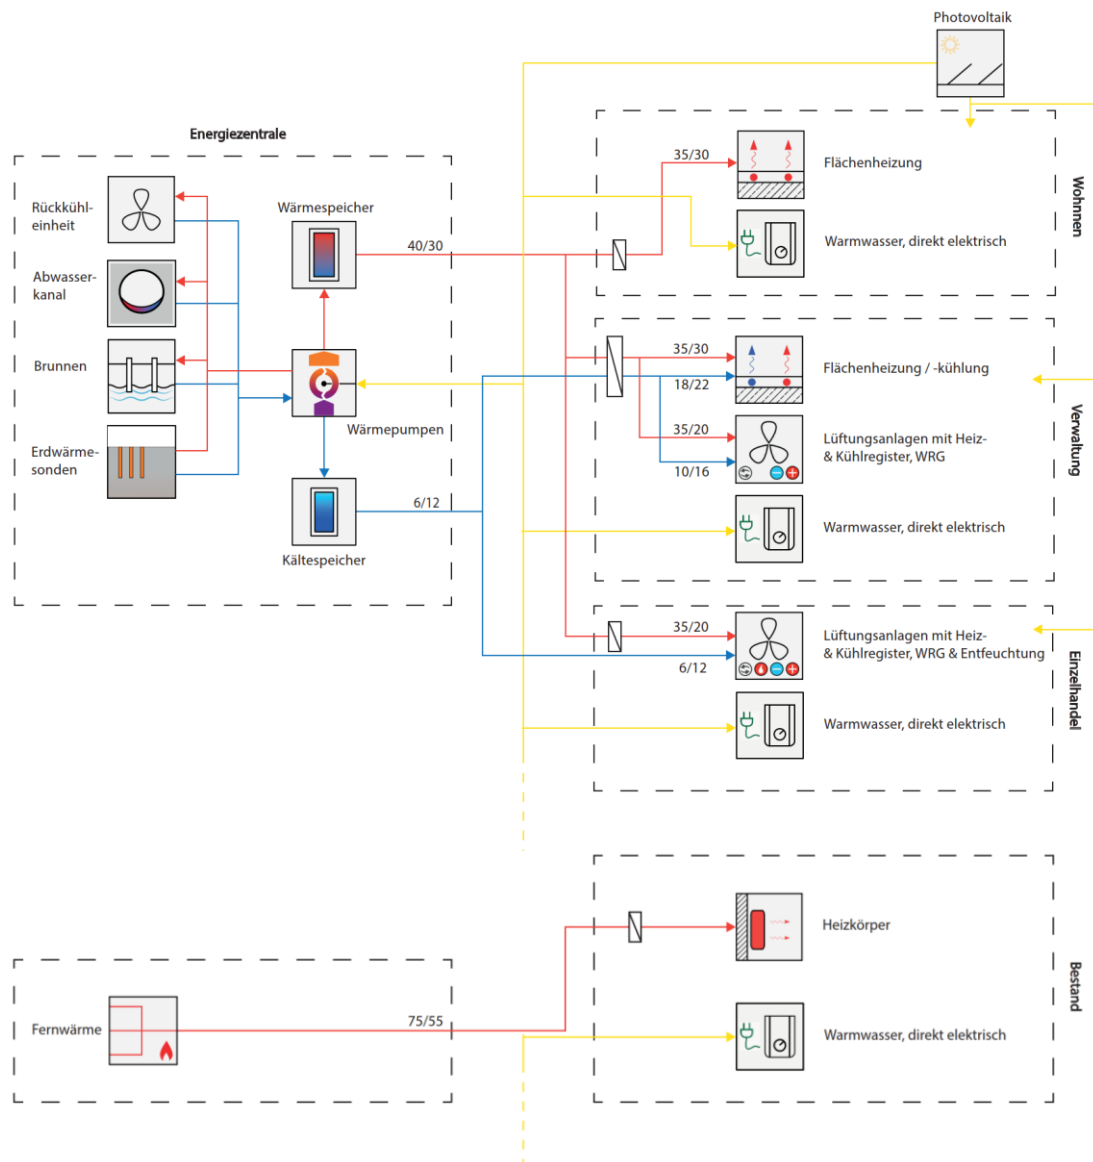 Photovoltaik
Energiezentrale
Rückkühl-
einheit
Abwasser-
kanal
Brunnen
Erdwärme-
sonden
Wärmespeicher
40/30
Wärmepumpen
6/12
Kältespeicher
35/30
Flächenheizung
Warmwasser, direkt elektrisch
Wohnnen
35/30
18/22
Flächenheizung / -kühlung
35/20
10/16
Lüftungsanlagen mit Heiz-
& Kühlregister, WRG
Warmwasser, direkt elektrisch
Verwaltung
35/20
6/12
Lüftungsanlagen mit Heiz-
& Kühlregister, WRG & Entfeuchtung
Warmwasser, direkt elektrisch
Einzelhandel
Fernwärme
75/55
Heizkörper
Warmwasser, direkt elektrisch
Bestand